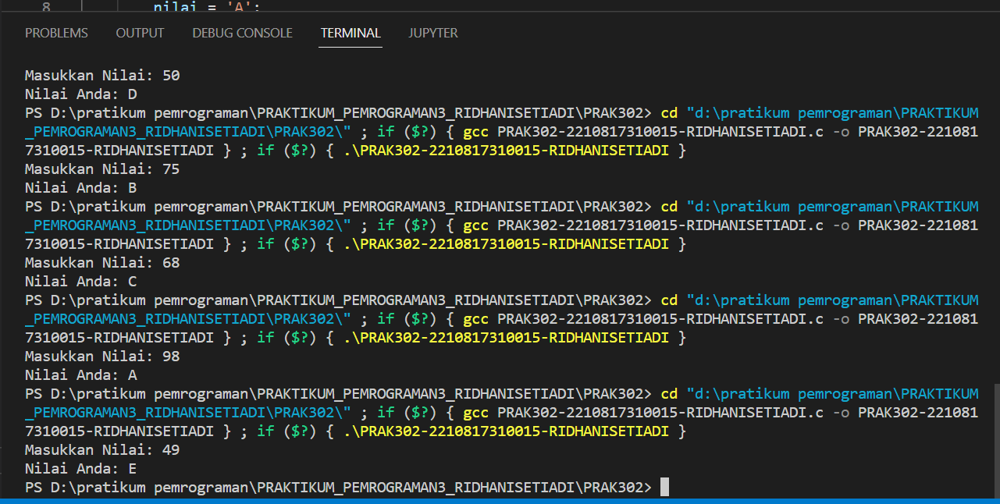 8 nilai = 'A';
PROBLEMS OUTPUT DEBUG CONSOLE TERMINAL JUPYTER
Masukkan Nilai: 50
Nilai Anda: D
PS D:\pratikum pemrograman\PRAKTIKUM_PEMROGRAMAN3_RIDHANISETIADI\PRAK302> cd "d:\pratikum pemrograman\PRAKTIKUM
_PEMROGRAMAN3_RIDHANISETIADI\PRAK302\" ; if ($?) { gcc PRAK302-2210817310015-RIDHANISETIADI.c -o PRAK302-221081
7310015-RIDHANISETIADI } ; if ($?) { .\PRAK302-2210817310015-RIDHANISETIADI }
Masukkan Nilai: 75
Nilai Anda: B
PS D:\pratikum pemrograman\PRAKTIKUM_PEMROGRAMAN3_RIDHANISETIADI\PRAK302> cd "d:\pratikum pemrograman\PRAKTIKUM
_PEMROGRAMAN3_RIDHANISETIADI\PRAK302\" ; if ($?) { gcc PRAK302-2210817310015-RIDHANISETIADI.c -o PRAK302-221081
7310015-RIDHANISETIADI } ; if ($?) { .\PRAK302-2210817310015-RIDHANISETIADI }
Masukkan Nilai: 68
Nilai Anda: C
PS D:\pratikum pemrograman\PRAKTIKUM_PEMROGRAMAN3_RIDHANISETIADI\PRAK302> cd "d:\pratikum pemrograman\PRAKTIKUM
_PEMROGRAMAN3_RIDHANISETIADI\PRAK302\" ; if ($?) { gcc PRAK302-2210817310015-RIDHANISETIADI.c -o PRAK302-221081
7310015-RIDHANISETIADI } ; if ($?) { .\PRAK302-2210817310015-RIDHANISETIADI }
Masukkan Nilai: 98
Nilai Anda: A
PS D:\pratikum pemrograman\PRAKTIKUM_PEMROGRAMAN3_RIDHANISETIADI\PRAK302> cd "d:\pratikum pemrograman\PRAKTIKUM
_PEMROGRAMAN3_RIDHANISETIADI\PRAK302\" ; if ($?) { gcc PRAK302-2210817310015-RIDHANISETIADI.c -o PRAK302-221081
7310015-RIDHANISETIADI } ; if ($?) { .\PRAK302-2210817310015-RIDHANISETIADI }
Masukkan Nilai: 49
Nilai Anda: E
PS D:\pratikum pemrograman\PRAKTIKUM_PEMROGRAMAN3_RIDHANISETIADI\PRAK302>